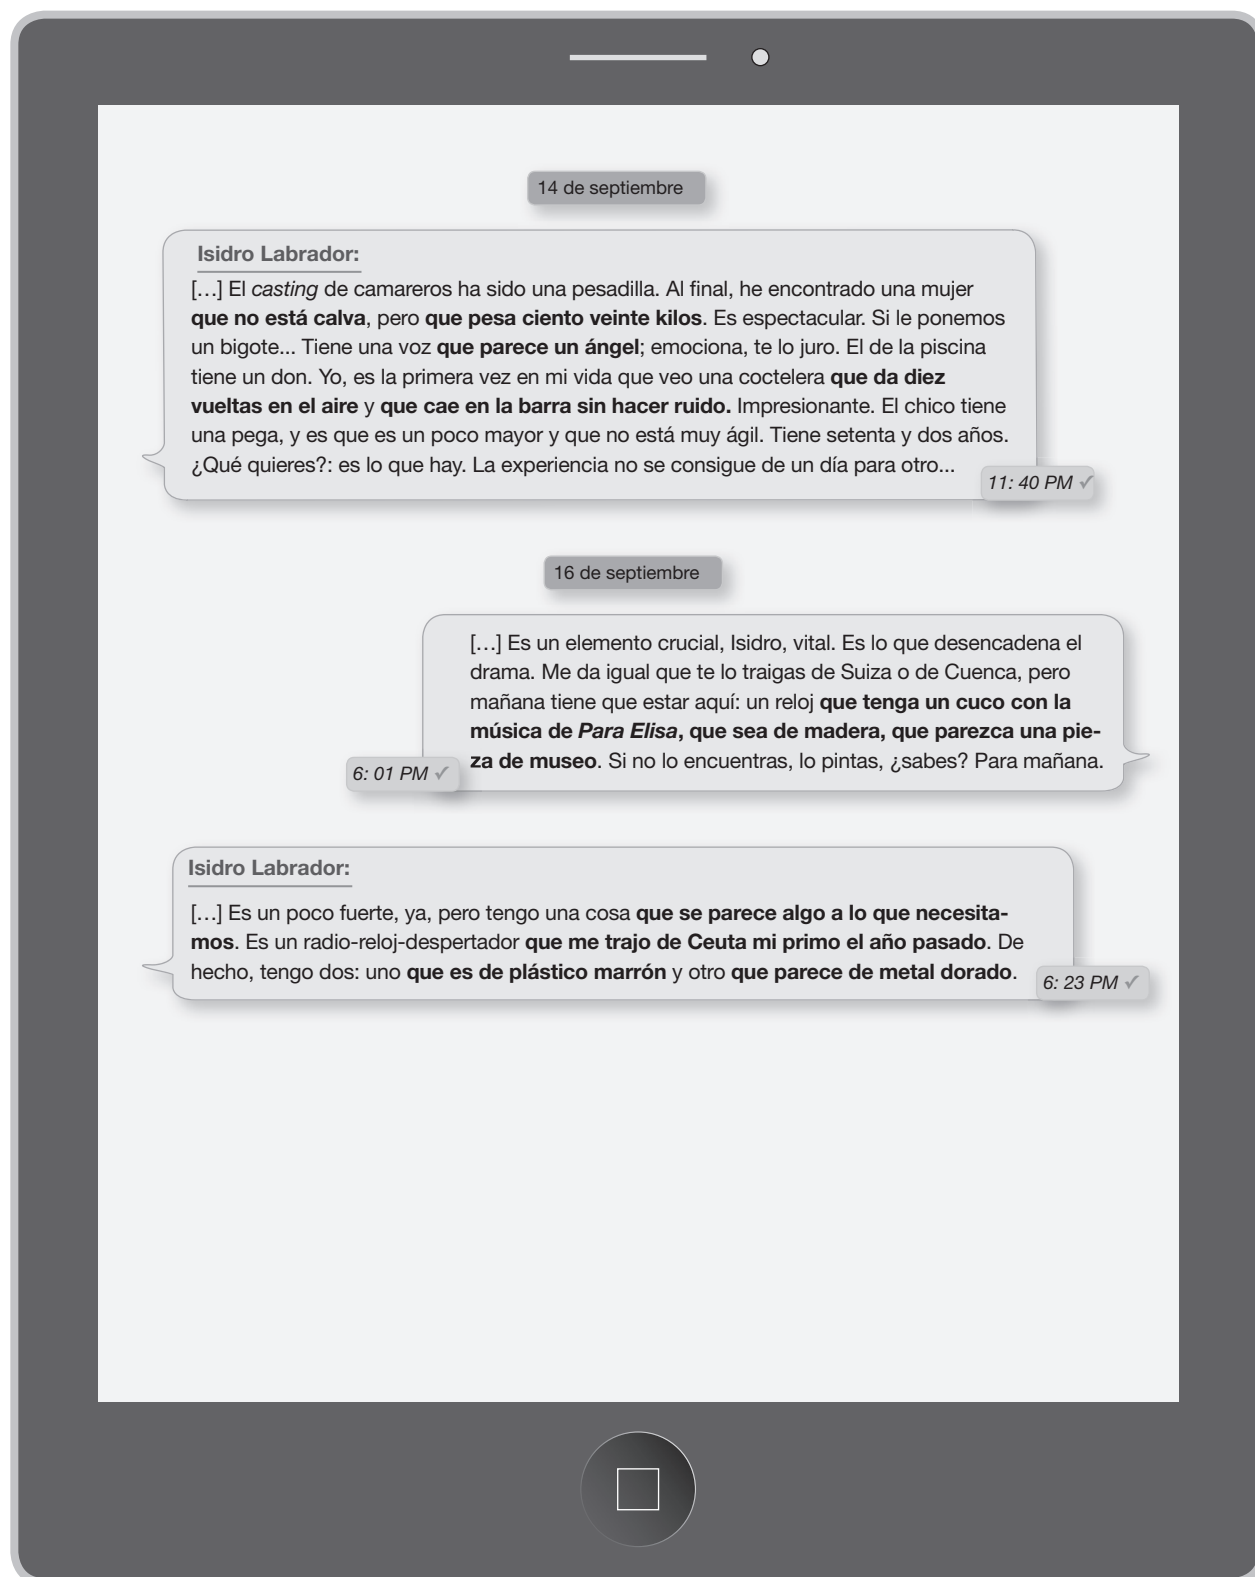 14 de septiembre
Isidro Labrador:
[…] El casting de camareros ha sido una pesadilla. Al final, he encontrado una mujer
que no está calva, pero que pesa ciento veinte kilos. Es espectacular. Si le ponemos
un bigote... Tiene una voz que parece un ángel; emociona, te lo juro. El de la piscina
tiene un don. Yo, es la primera vez en mi vida que veo una coctelera que da diez
vueltas en el aire y que cae en la barra sin hacer ruido. Impresionante. El chico tiene
una pega, y es que es un poco mayor y que no está muy ágil. Tiene setenta y dos años.
¿Qué quieres?: es lo que hay. La experiencia no se consigue de un día para otro...
11: 40 PM ✓
16 de septiembre
[…] Es un elemento crucial, Isidro, vital. Es lo que desencadena el
drama. Me da igual que te lo traigas de Suiza o de Cuenca, pero
mañana tiene que estar aquí: un reloj que tenga un cuco con la
música de Para Elisa, que sea de madera, que parezca una pie-
za de museo. Si no lo encuentras, lo pintas, ¿sabes? Para mañana.
6: 01 PM ✓
Isidro Labrador:
[…] Es un poco fuerte, ya, pero tengo una cosa que se parece algo a lo que necesita-
mos. Es un radio-reloj-despertador que me trajo de Ceuta mi primo el año pasado. De
hecho, tengo dos: uno que es de plástico marrón y otro que parece de metal dorado.
6: 23 PM ✓